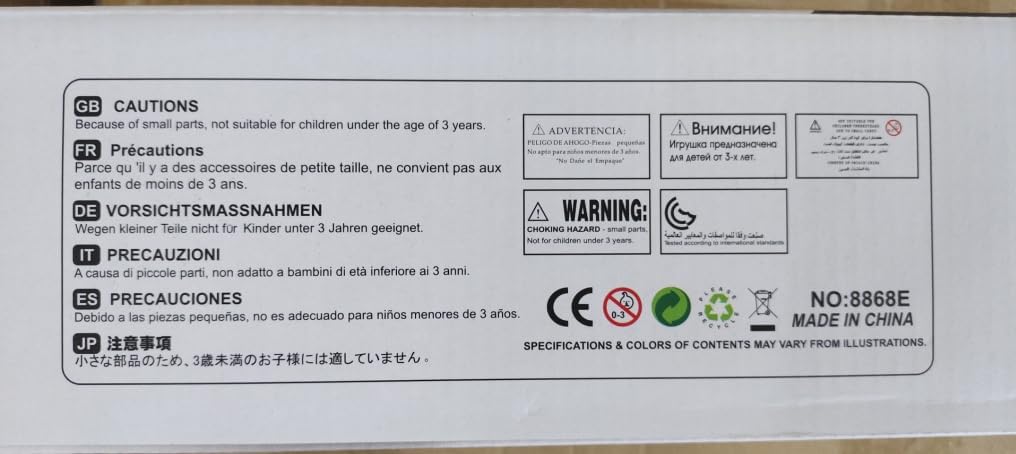 GB CAUTIONS
Because of small parts, not suitable for children under the age of 3 years.
FR Précautions
Parce qu 'il y a des accessoires de petite taille, ne convient pas aux
enfants de moins de 3 ans.
DE VORSICHTSMASSNAHMEN
Wegen kleiner Teile nicht für Kinder unter 3 Jahren geeignet.
IT PRECAUZIONI
A causa di piccole parti, non adatto a bambini di età inferiore ai 3 anni.
ES PRECAUCIONES
Debido a las piezas pequeñas, no es adecuado para niños menores de 3 años.
JP 注意事項
小さな部品のため、3歳未満のお子様には適していません。
ADVERTENCIA:
PELIGO DE AHOGO-Piezas pequeñas
No apto para niños menores de 3 años.
"No Dañe el Empaque"
Внимание!
Игрушка предназначена
для детей от 3-х лет.
WARNING:
CHOKING HAZARD - small parts.
Not for children under 3 years.
صنعت وفقا للمواصفات والمعايير العالمية
Tested according to international standards
CE
0-3
PLEASE
RECYCLE
NO:8868E
MADE IN CHINA
SPECIFICATIONS & COLORS OF CONTENTS MAY VARY FROM ILLUSTRATIONS.